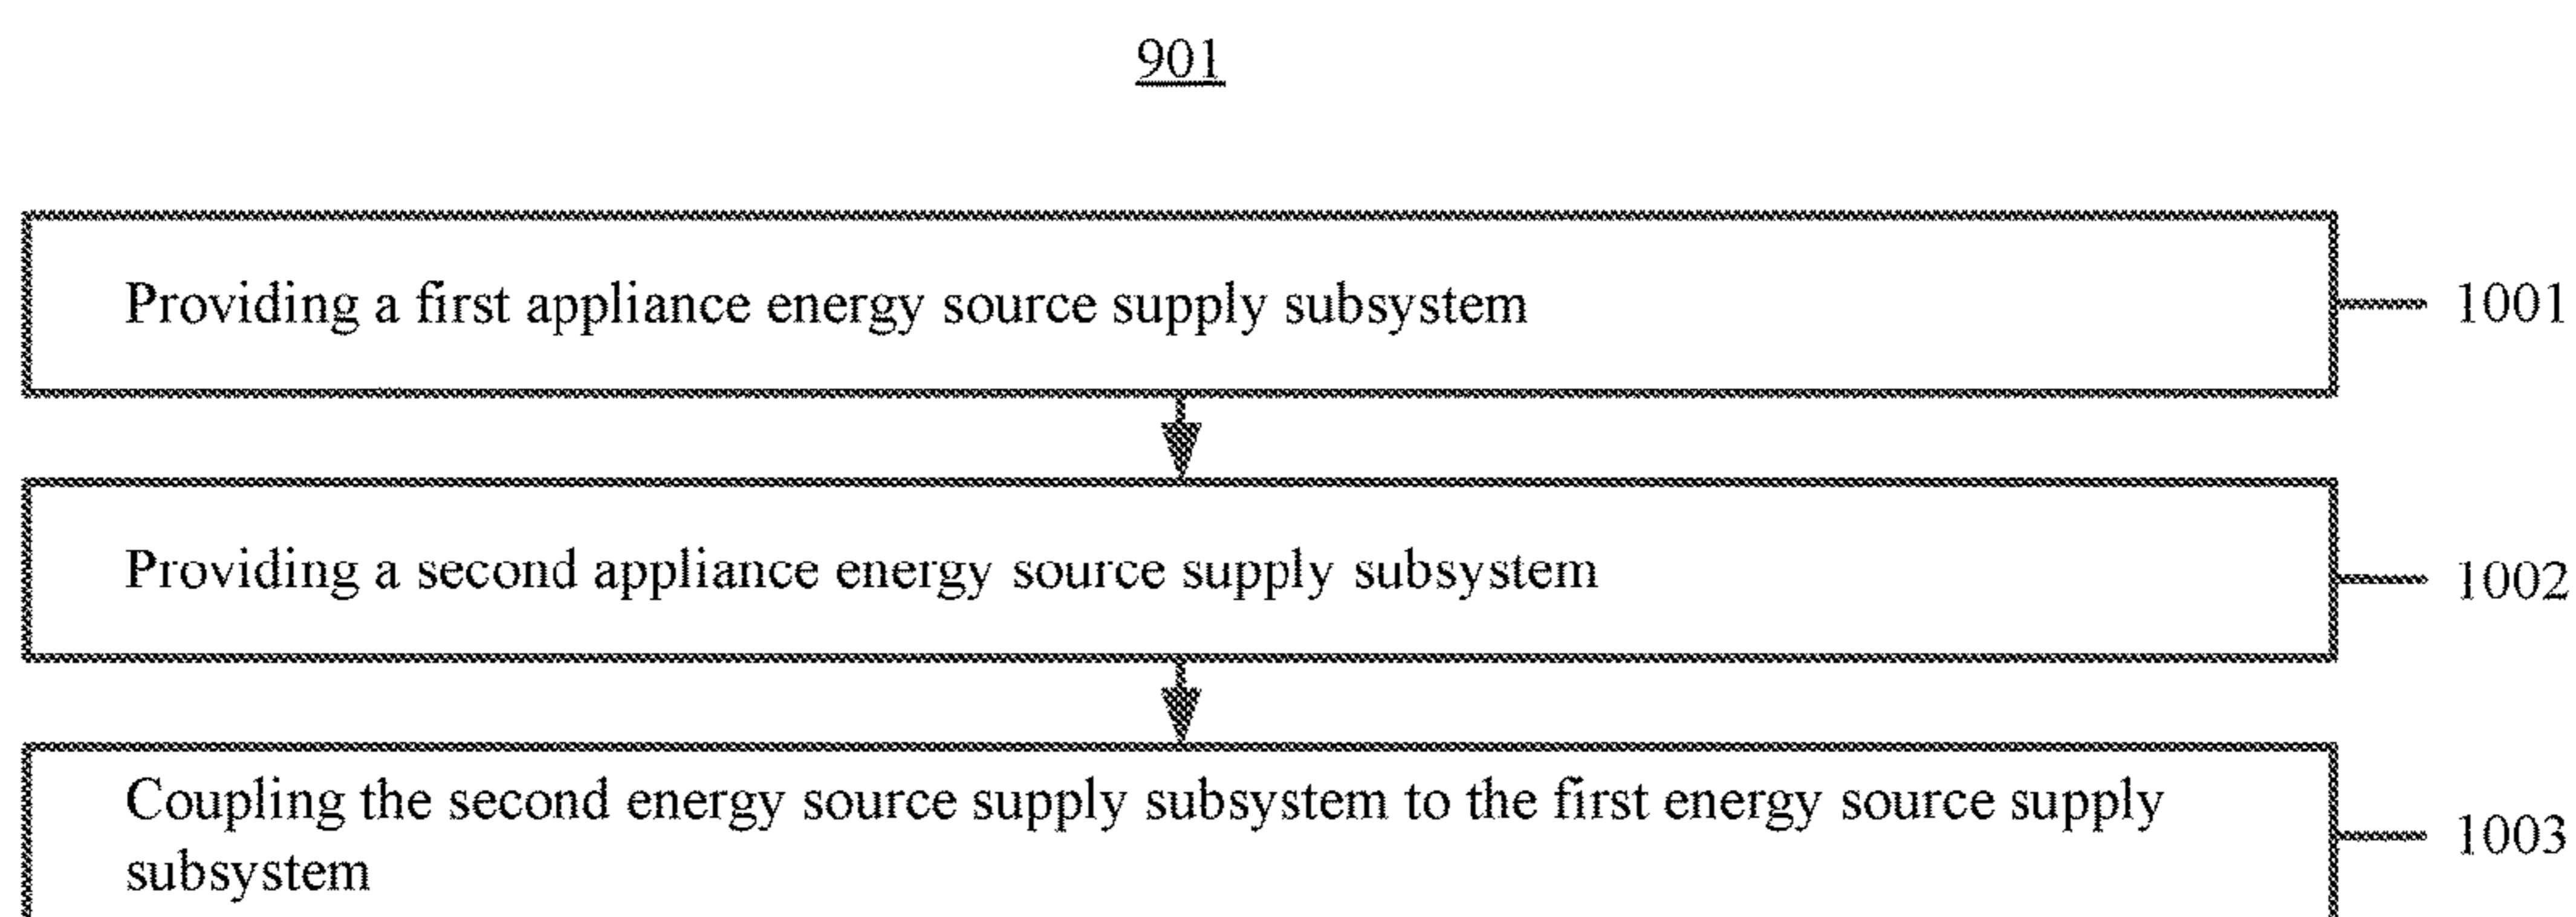 901
Providing a first appliance energy source supply subsystem
1001
Providing a second appliance energy source supply subsystem
1002
Coupling the second energy source supply subsystem to the first energy source supply
subsystem
1003